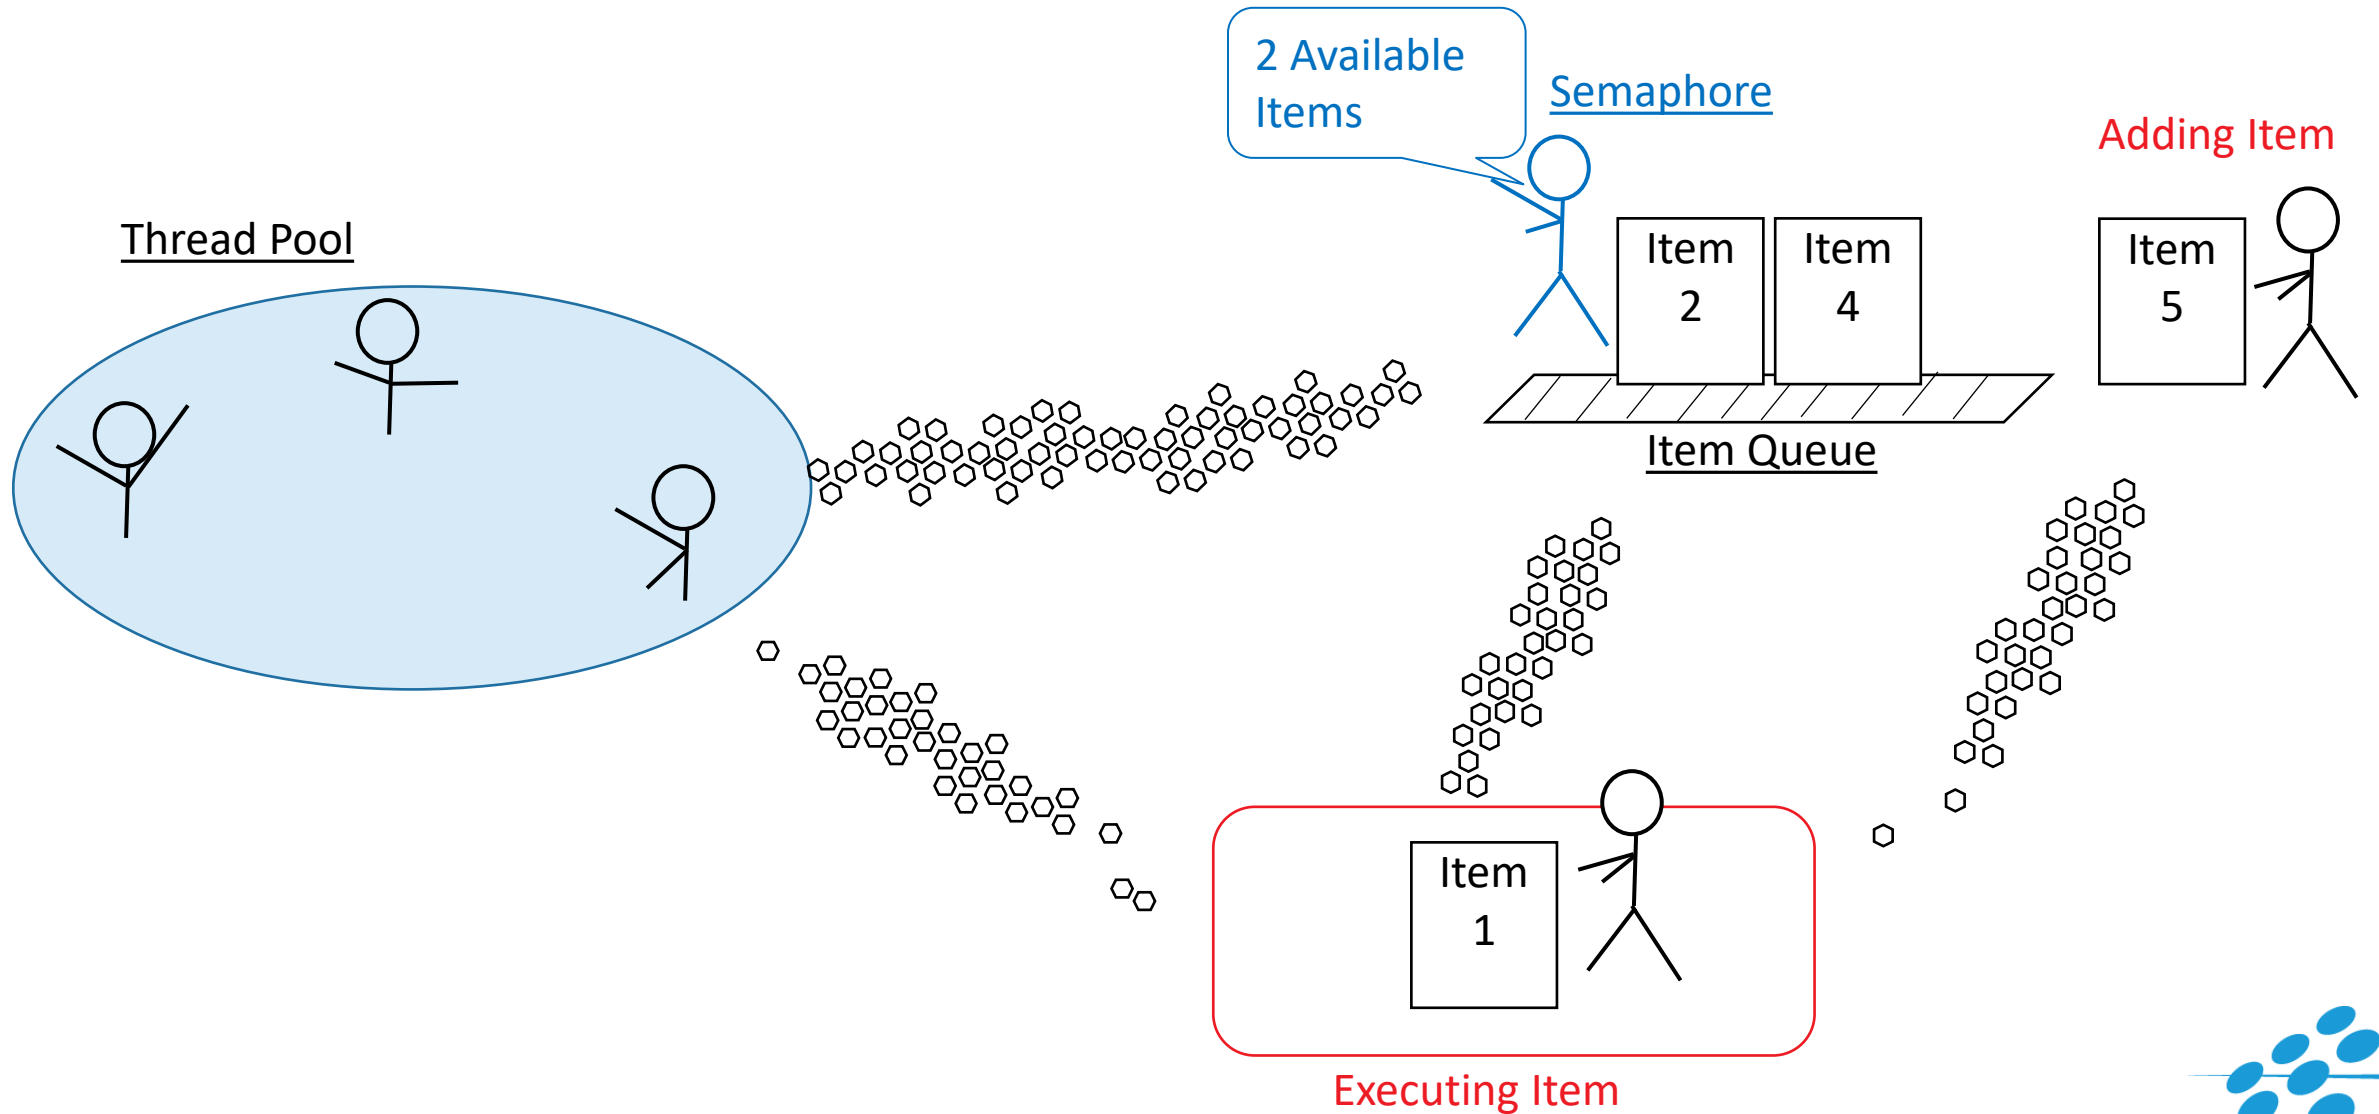 2 Available
Items
Semaphore
Adding Item
Thread Pool
Item
2
Item
4
Item
5
Item Queue
Item
1
Executing Item